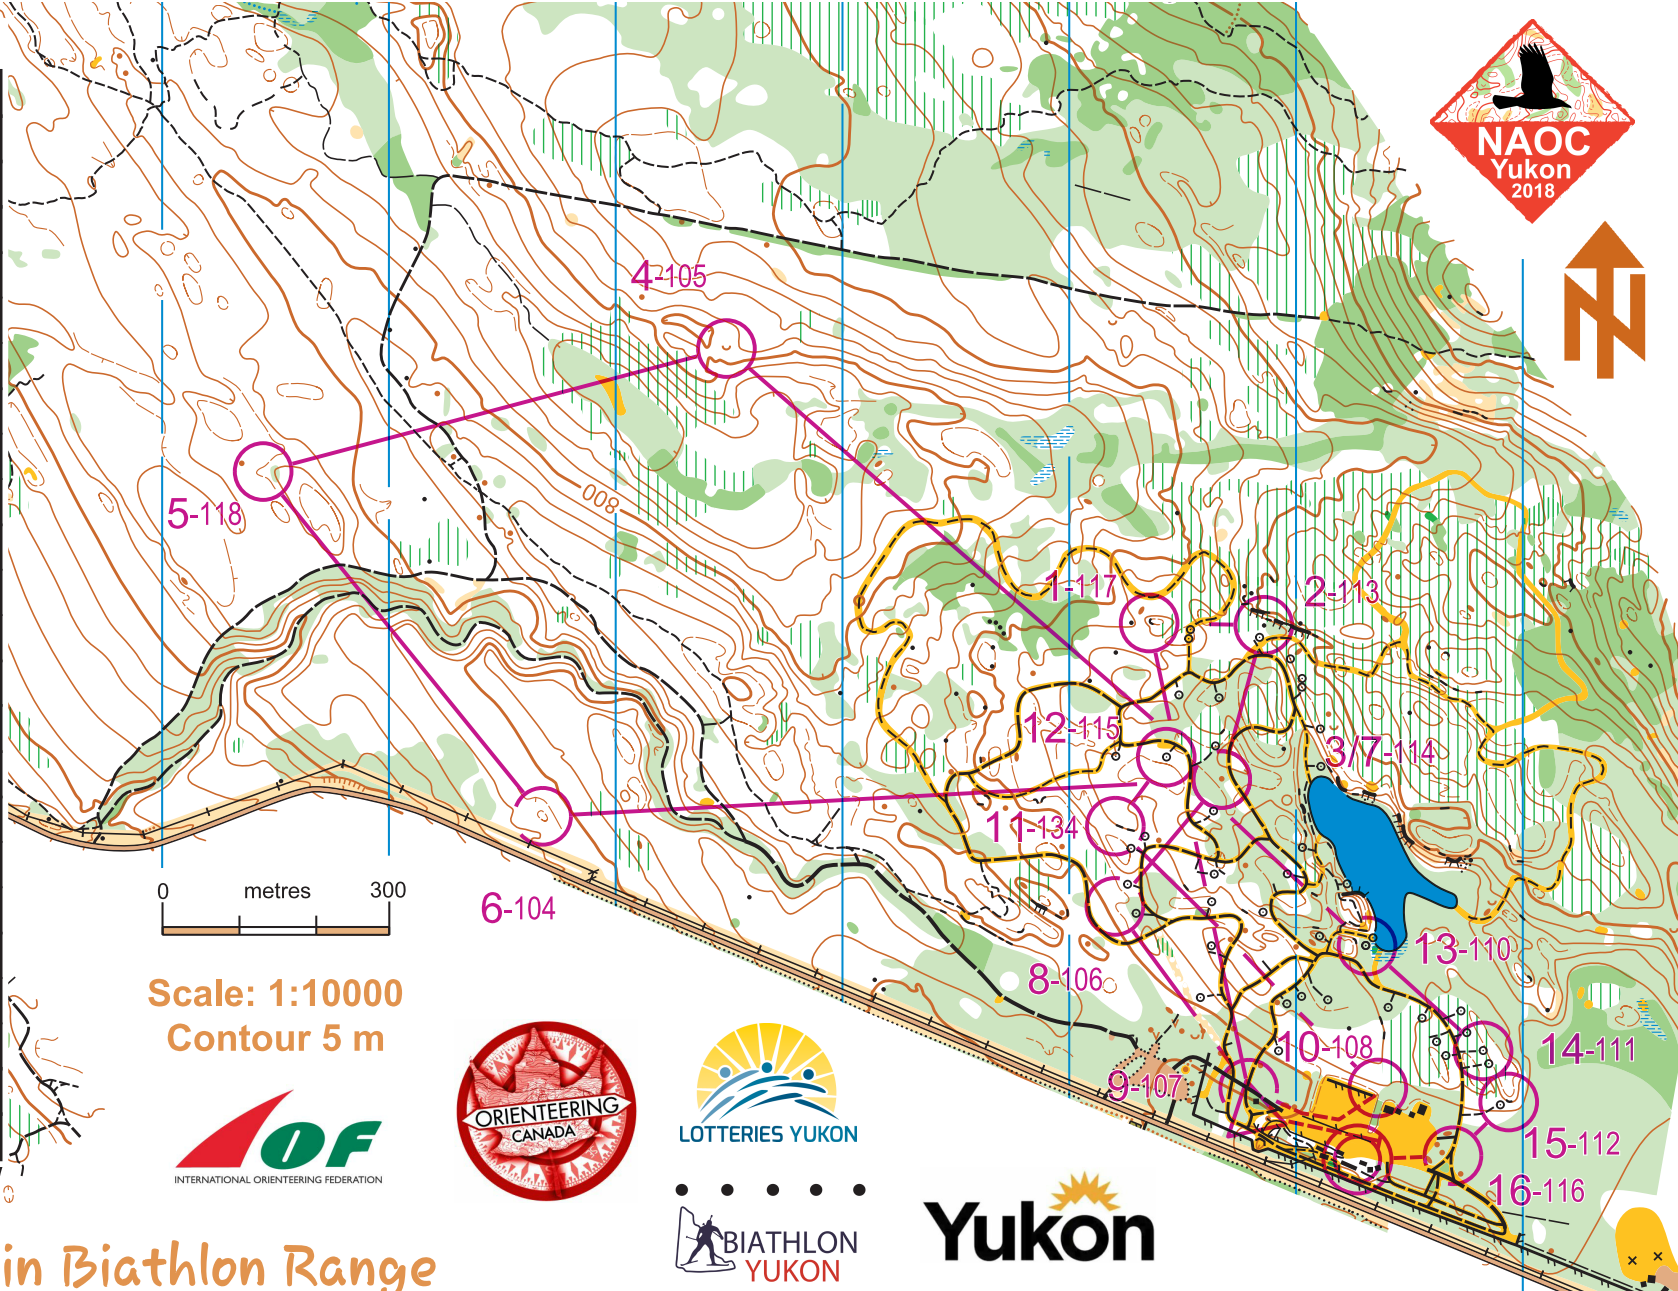 NAOC
Yukon
2018
N
4-105
5-118
800
1-117
2-113
12-115
3/7-114
11-134
6-104
8-106
13-110
10-108
14-111
9-107
15-112
16-116
0 metres 300
Scale: 1:10000
Contour 5 m
IOF
INTERNATIONAL ORIENTEERING FEDERATION
ORIENTEERING
CANADA
LOTTERIES YUKON
BIATHLON
YUKON
Yukon
in Biathlon Range